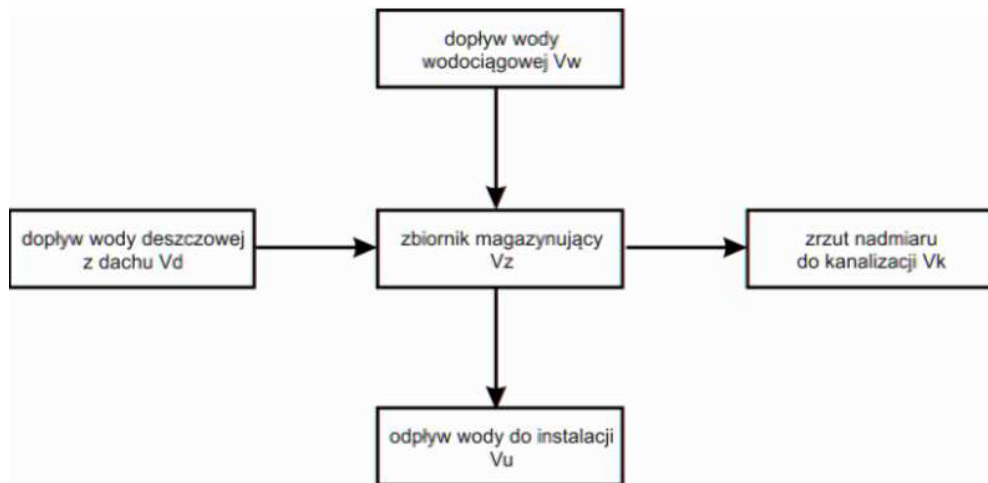 dopływ wody
wodociągowej Vw
dopływ wody deszczowej
z dachu Vd
zbiornik magazynujący
Vz
zrzut nadmiaru
do kanalizacji Vk
odpływ wody do instalacji
Vu